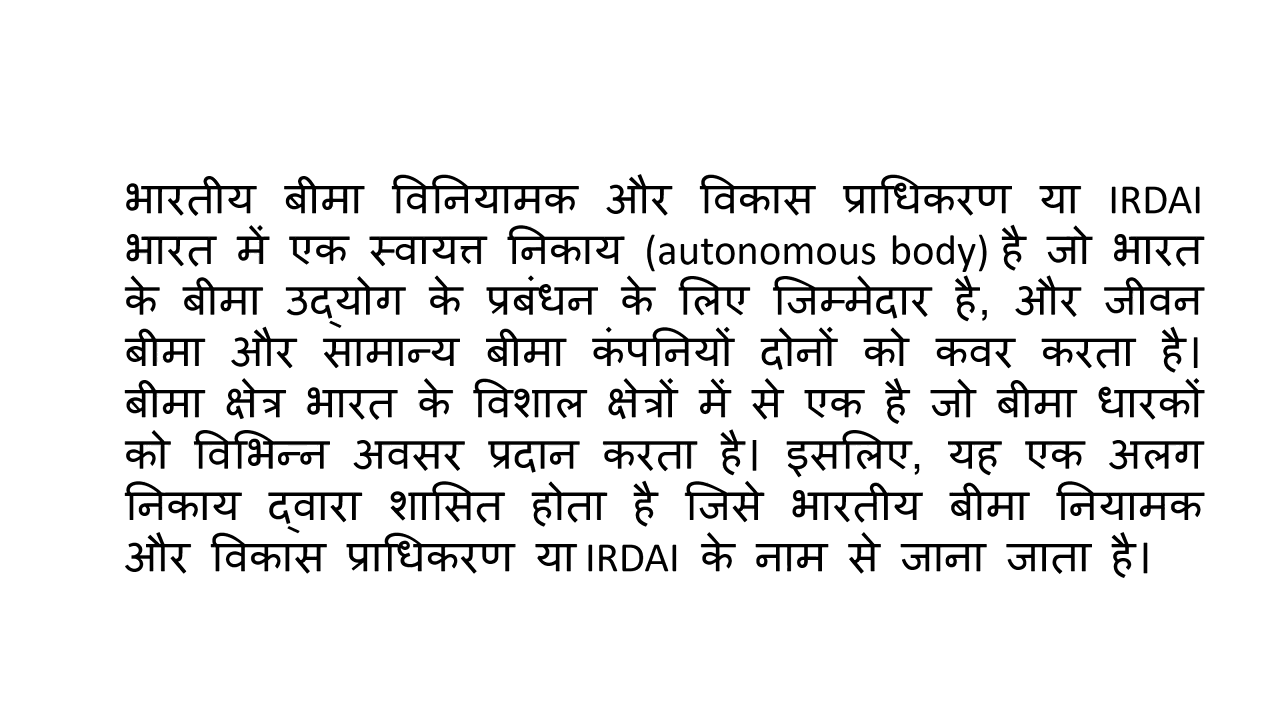 भारतीय बीमा विनियामक और विकास प्राधिकरण या IRDAI
भारत में एक स्वायत्त निकाय (autonomous body) है जो भारत
के बीमा उद्योग के प्रबंधन के लिए जिम्मेदार है, और जीवन
बीमा और सामान्य बीमा कंपनियों दोनों को कवर करता है।
बीमा क्षेत्र भारत के विशाल क्षेत्रों में से एक है जो बीमा धारकों
को विभिन्न अवसर प्रदान करता है। इसलिए, यह एक अलग
निकाय द्वारा शासित होता है जिसे भारतीय बीमा नियामक
और विकास प्राधिकरण या IRDAI के नाम से जाना जाता है।